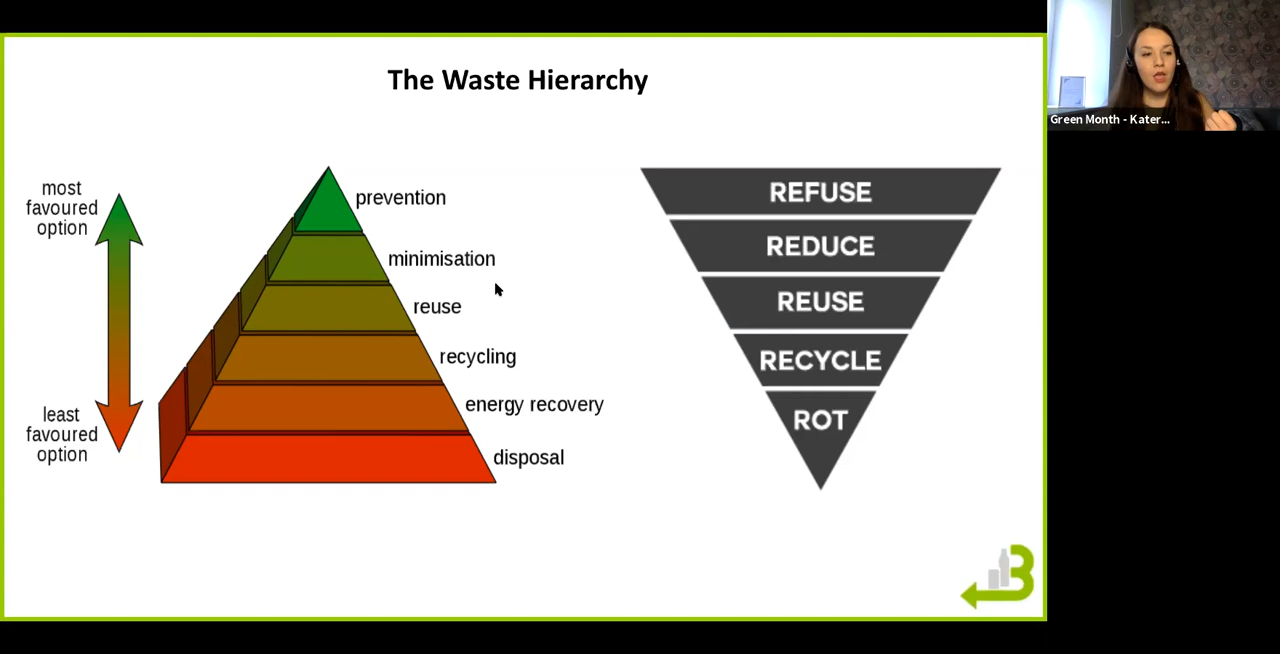 The Waste Hierarchy
most
favoured
option
least
favoured
option
prevention
minimisation
reuse
recycling
energy recovery
disposal
REFUSE
REDUCE
REUSE
RECYCLE
ROT
Green Month - Kater...